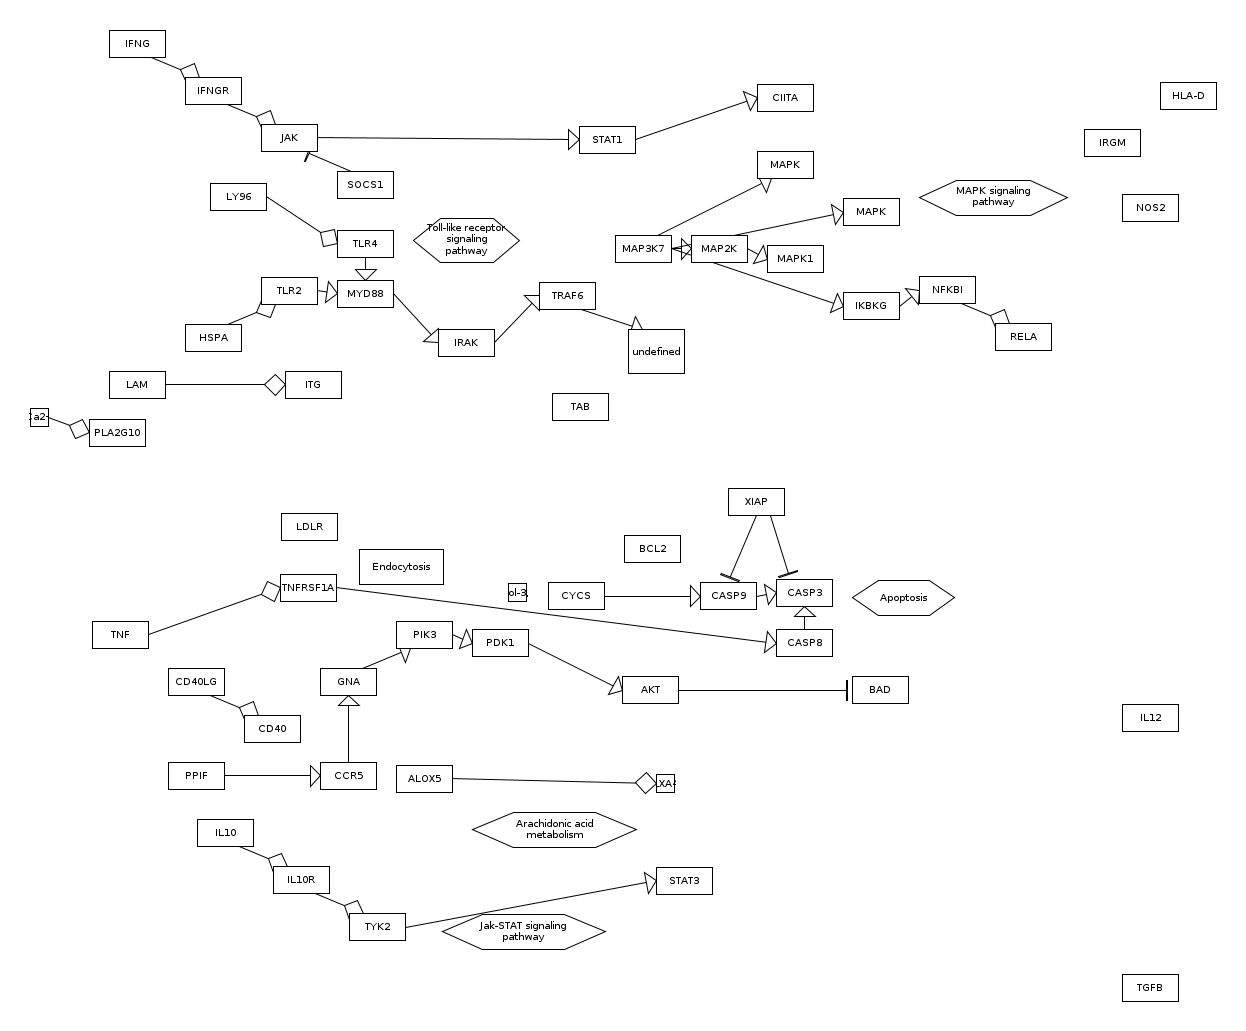 IFNG
IFNGR
JAK
STAT1
CIITA
HLA-D
IRGM
MAPK
SOCS1
LY96
MAPK signaling
pathway
NOS2
MAPK
TLR4
Toll-like receptor
signaling
pathway
MAP3K7
MAP2K
MAPK1
TLR2
MYD88
TRAF6
IKBKG
NFKBI
HSPA
IRAK
undefined
RELA
LAM
ITG
TAB
Ca2+
PLA2G10
XIAP
LDLR
BCL2
Endocytosis
TNFRSF1A
ol-3,
CYCS
CASP9
CASP3
Apoptosis
TNF
PIK3
PDK1
CASP8
CD40LG
GNA
AKT
BAD
CD40
IL12
PPIF
CCR5
ALOX5
LXA4
Arachidonic acid
metabolism
IL10
IL10R
STAT3
TYK2
Jak-STAT signaling
pathway
TGFB